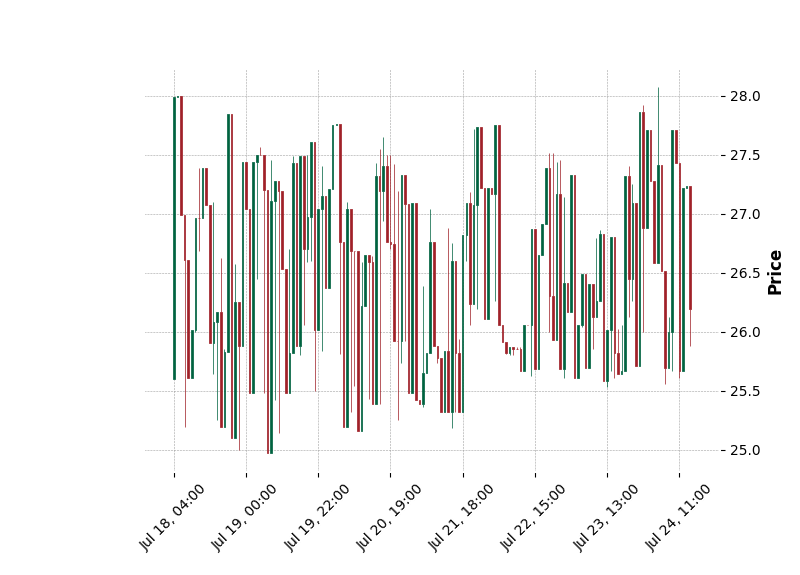 28.0
27.5
27.0
26.5
26.0
25.5
25.0
Price
Jul 18, 04:00
Jul 19, 00:00
Jul 19, 22:00
Jul 20, 19:00
Jul 21, 18:00
Jul 22, 15:00
Jul 23, 13:00
Jul 24, 11:00